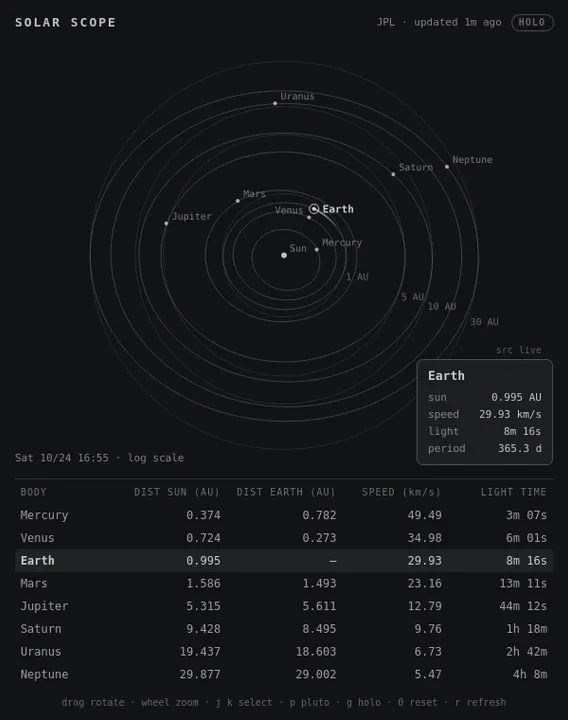 SOLAR SCOPE
JPL · updated 1m ago HOLO
Uranus
Neptune
Saturn
Mars
Venus
Earth
Jupiter
Mercury
Sun
1 AU
5 AU
10 AU
30 AU
src live
Earth
sun 0.995 AU
speed 29.93 km/s
light 8m 16s
period 365.3 d
Sat 10/24 16:55 · log scale
BODY DIST SUN (AU) DIST EARTH (AU) SPEED (km/s) LIGHT TIME
Mercury 0.374 0.782 49.49 3m 07s
Venus 0.724 0.273 34.98 6m 01s
Earth 0.995 — 29.93 8m 16s
Mars 1.586 1.493 23.16 13m 11s
Jupiter 5.315 5.611 12.79 44m 12s
Saturn 9.428 8.495 9.76 1h 18m
Uranus 19.437 18.603 6.73 2h 42m
Neptune 29.877 29.002 5.47 4h 8m
drag rotate · wheel zoom · j k select · p pluto · g holo · 0 reset · r refresh